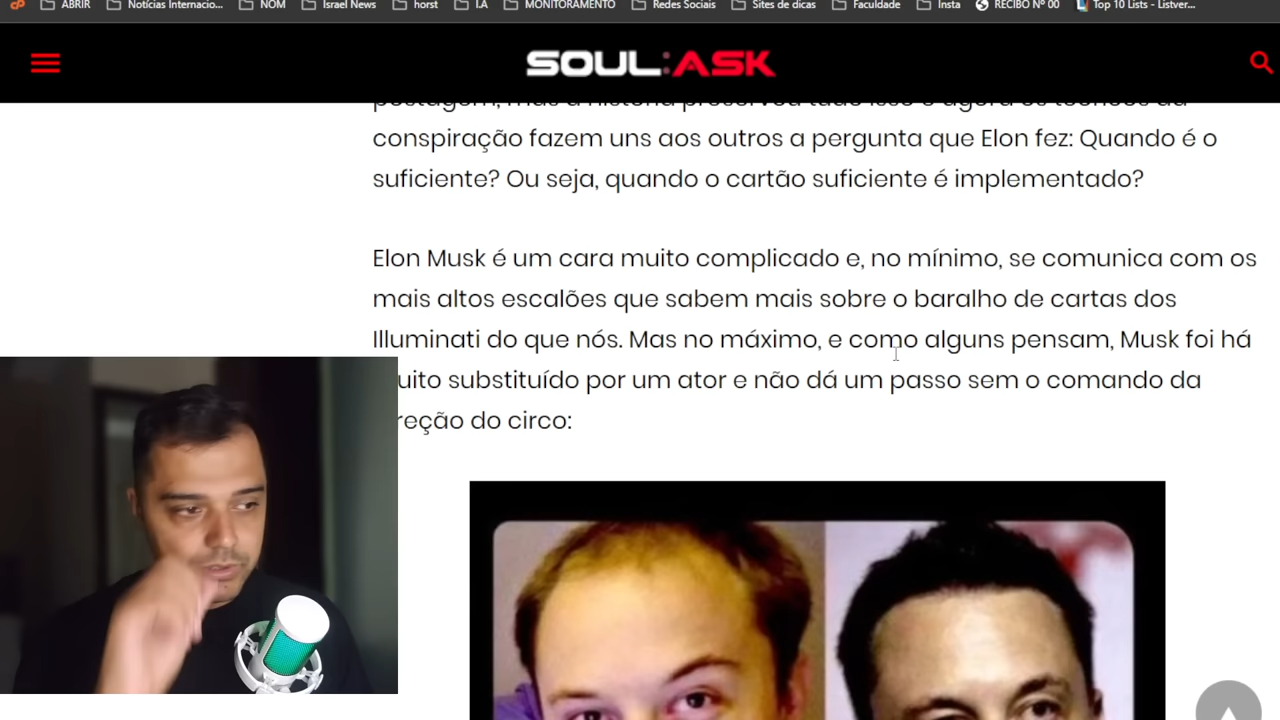 ABRIR Notícias Internacio... NOM Israel News horst I.A MONITORAMENTO Redes Sociais Sites de dicas Faculdade Insta RECIBO Nº 00 Top 10 Lists - Listver...
SOUL:ASK
conspiração fazem uns aos outros a pergunta que Elon fez: Quando é o
suficiente? Ou seja, quando o cartão suficiente é implementado?
Elon Musk é um cara muito complicado e, no mínimo, se comunica com os
mais altos escalões que sabem mais sobre o baralho de cartas dos
Illuminati do que nós. Mas no máximo, e como alguns pensam, Musk foi há
uito substituído por um ator e não dá um passo sem o comando da
reção do circo: